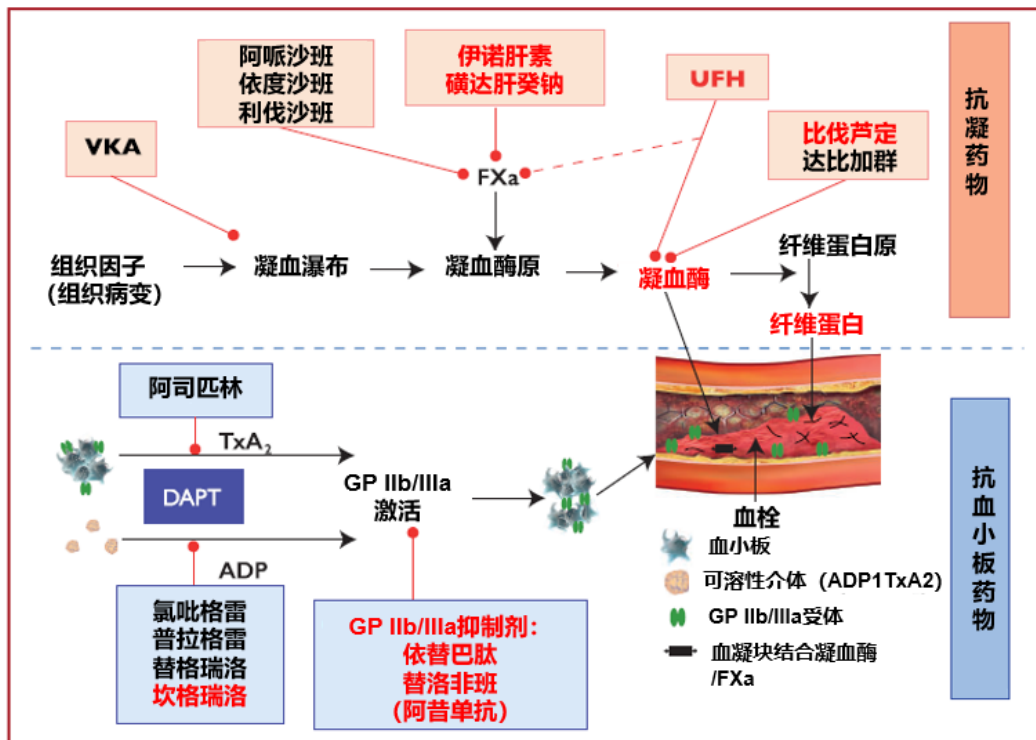 阿哌沙班
依度沙班
利伐沙班
伊诺肝素
磺达肝癸钠
UFH
比伐芦定
达比加群
VKA
FXa
组织因子
(组织病变)
凝血瀑布
凝血酶原
凝血酶
纤维蛋白原
纤维蛋白
抗凝药物
阿司匹林
TxA₂
DAPT
GP IIb/IIIa
激活
ADP
氯吡格雷
普拉格雷
替格瑞洛
坎格瑞洛
GP IIb/IIIa抑制剂:
依替巴肽
替洛非班
(阿昔单抗)
血栓
血小板
可溶性介体（ADP1TxA2）
GP IIb/IIIa受体
血凝块结合凝血酶
/FXa
抗血小板药物